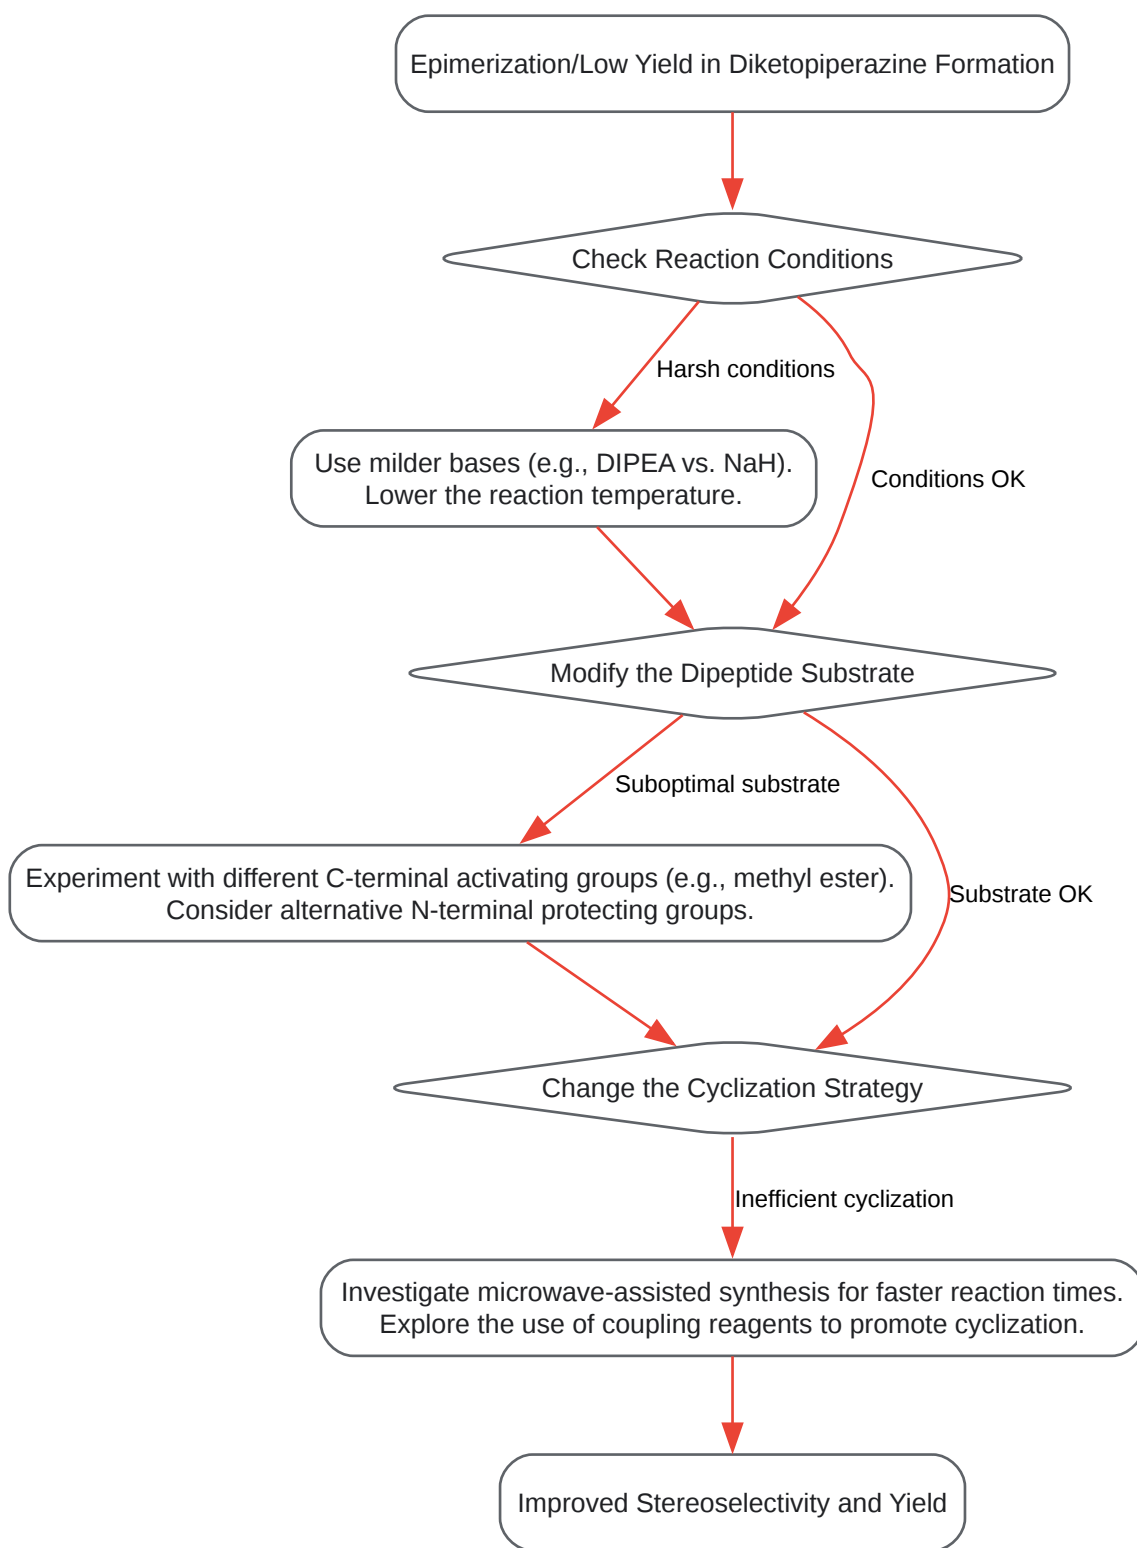 Epimerization/Low Yield in Diketopiperazine Formation
Check Reaction Conditions
Harsh conditions
Use milder bases (e.g., DIPEA vs. NaH).
Lower the reaction temperature.
Conditions OK
Modify the Dipeptide Substrate
Suboptimal substrate
Experiment with different C-terminal activating groups (e.g., methyl ester).
Consider alternative N-terminal protecting groups.
Substrate OK
Change the Cyclization Strategy
Inefficient cyclization
Investigate microwave-assisted synthesis for faster reaction times.
Explore the use of coupling reagents to promote cyclization.
Improved Stereoselectivity and Yield